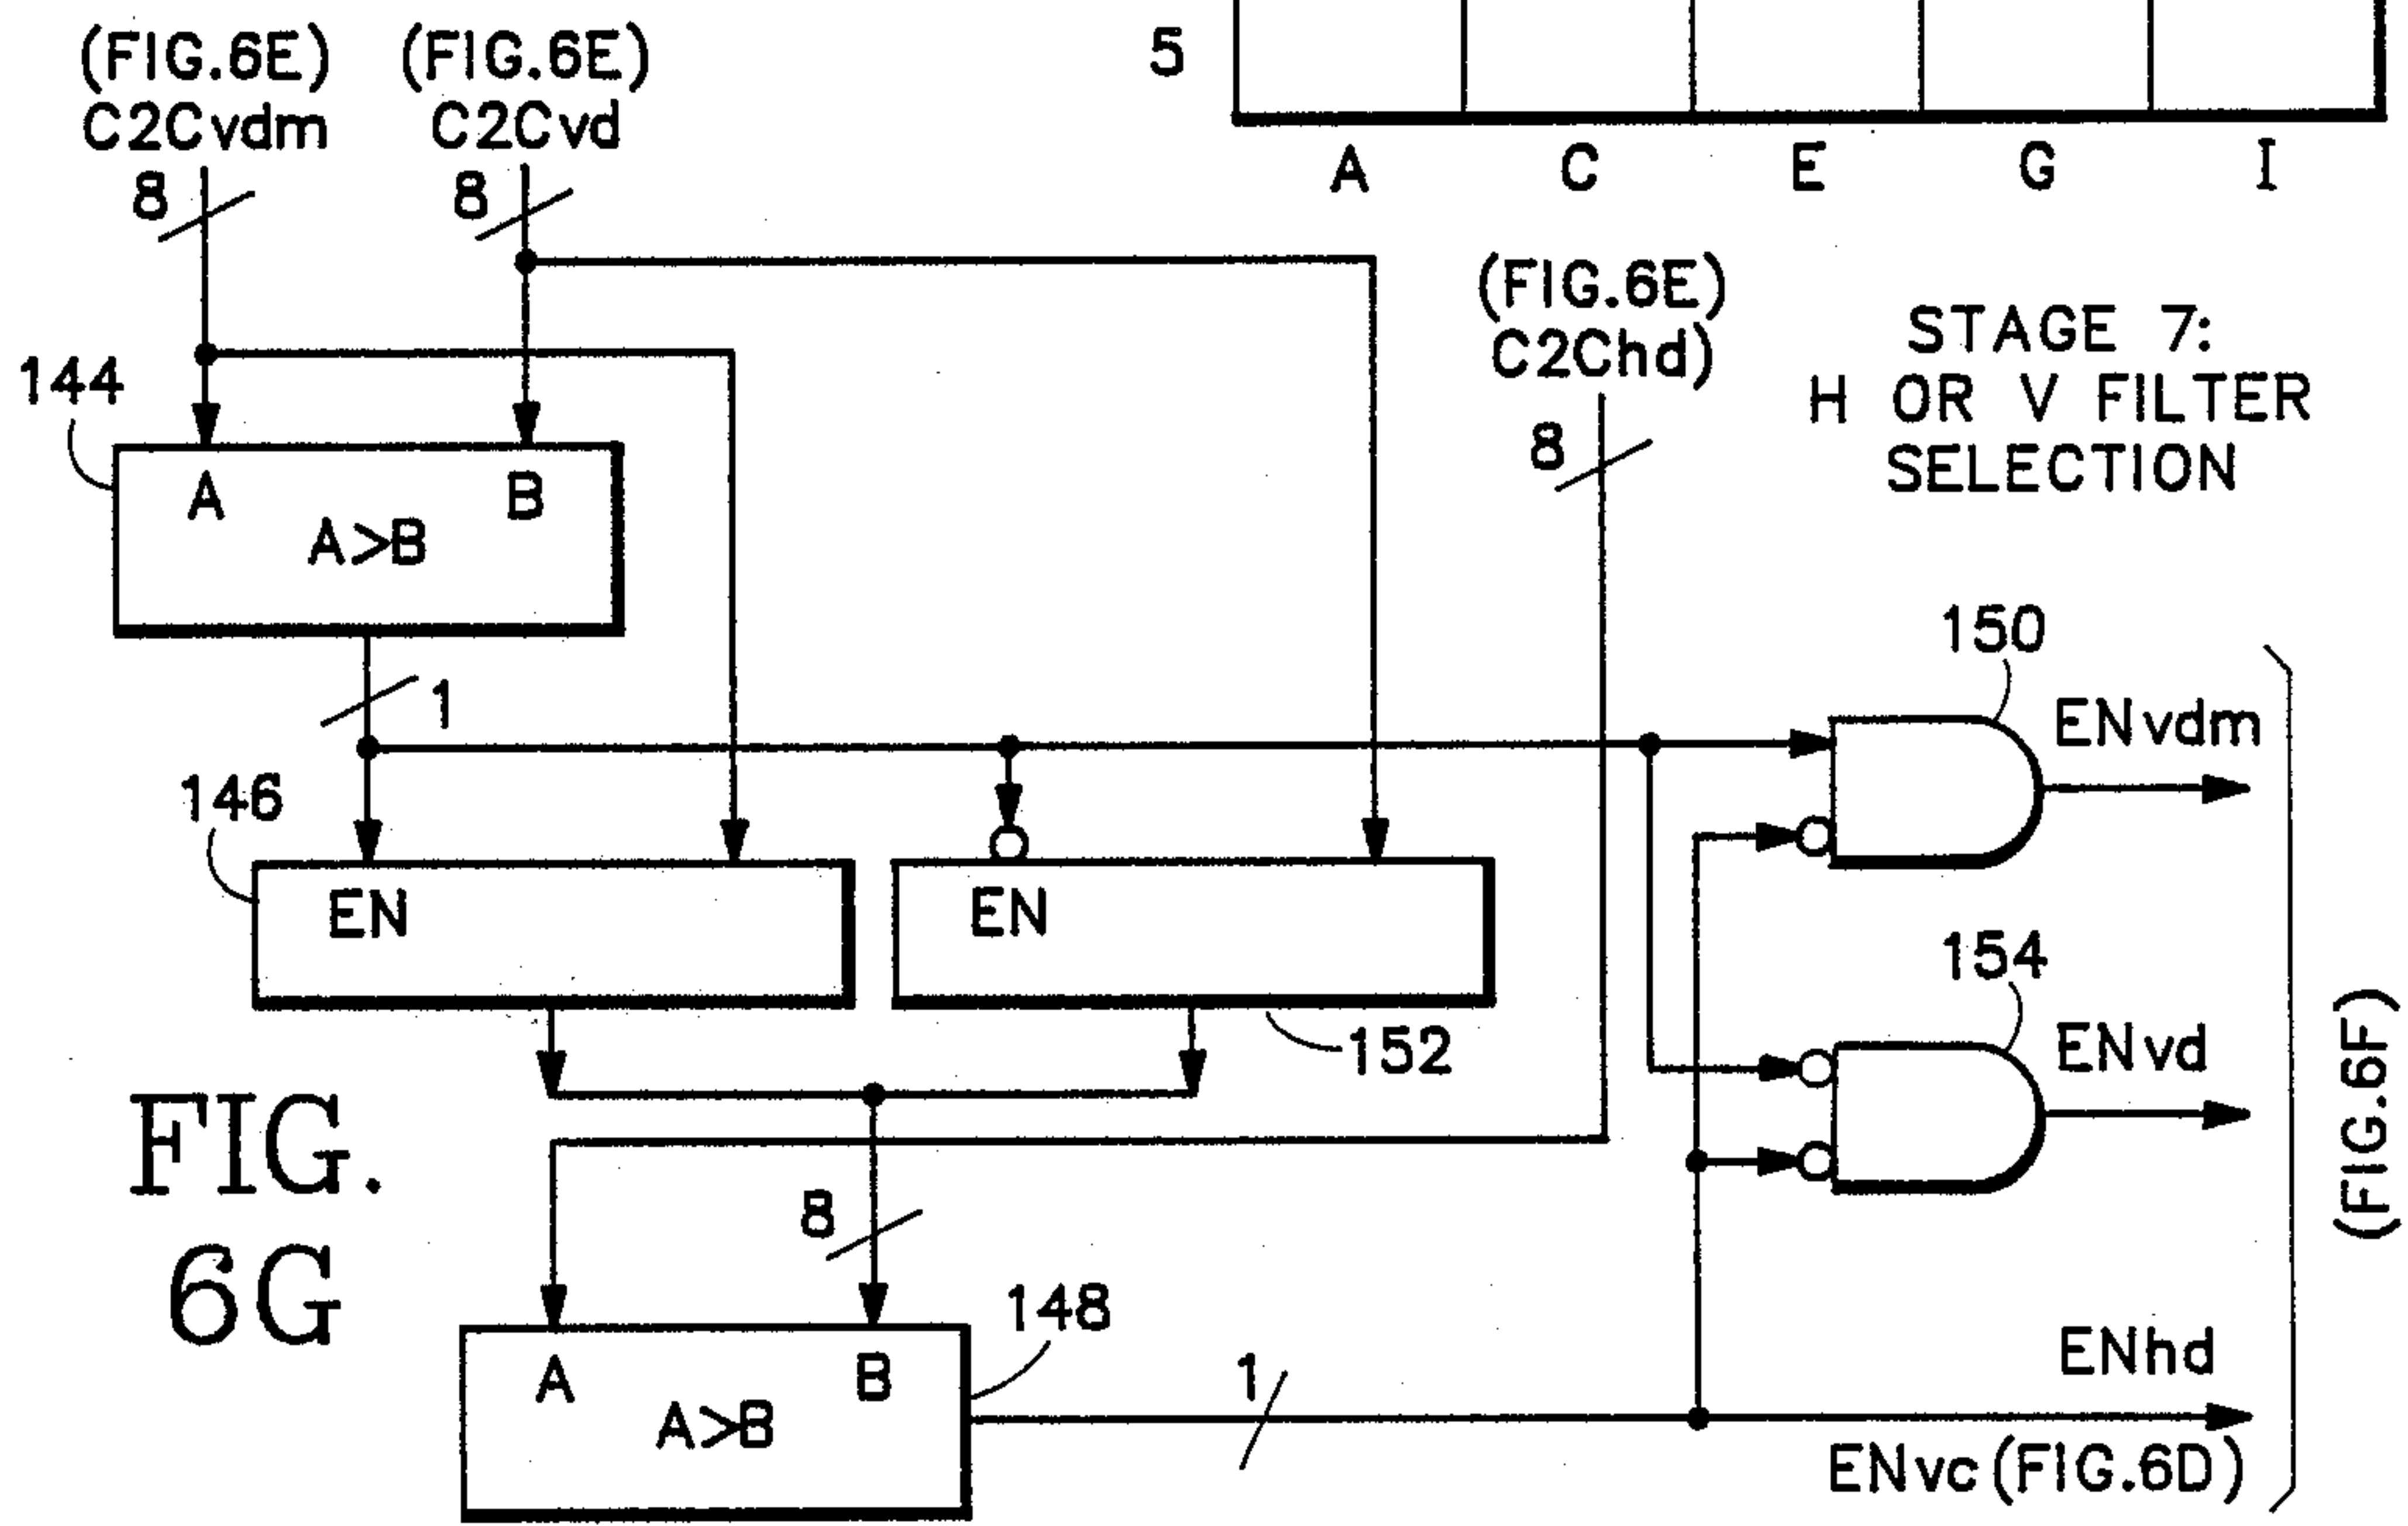 5
A C E G I
(FIG.6E) (FIG.6E)
C2Cvdm C2Cvd
8 8
(FIG.6E)
C2Chd)
8
STAGE 7:
H OR V FILTER
SELECTION
144
A B
A>B
1
146
EN
EN
152
150
ENvdm
154
ENvd
(FIG.6F)
FIG.
6G
8
148
A B
A>B
1
ENhd
ENvc(FIG.6D)